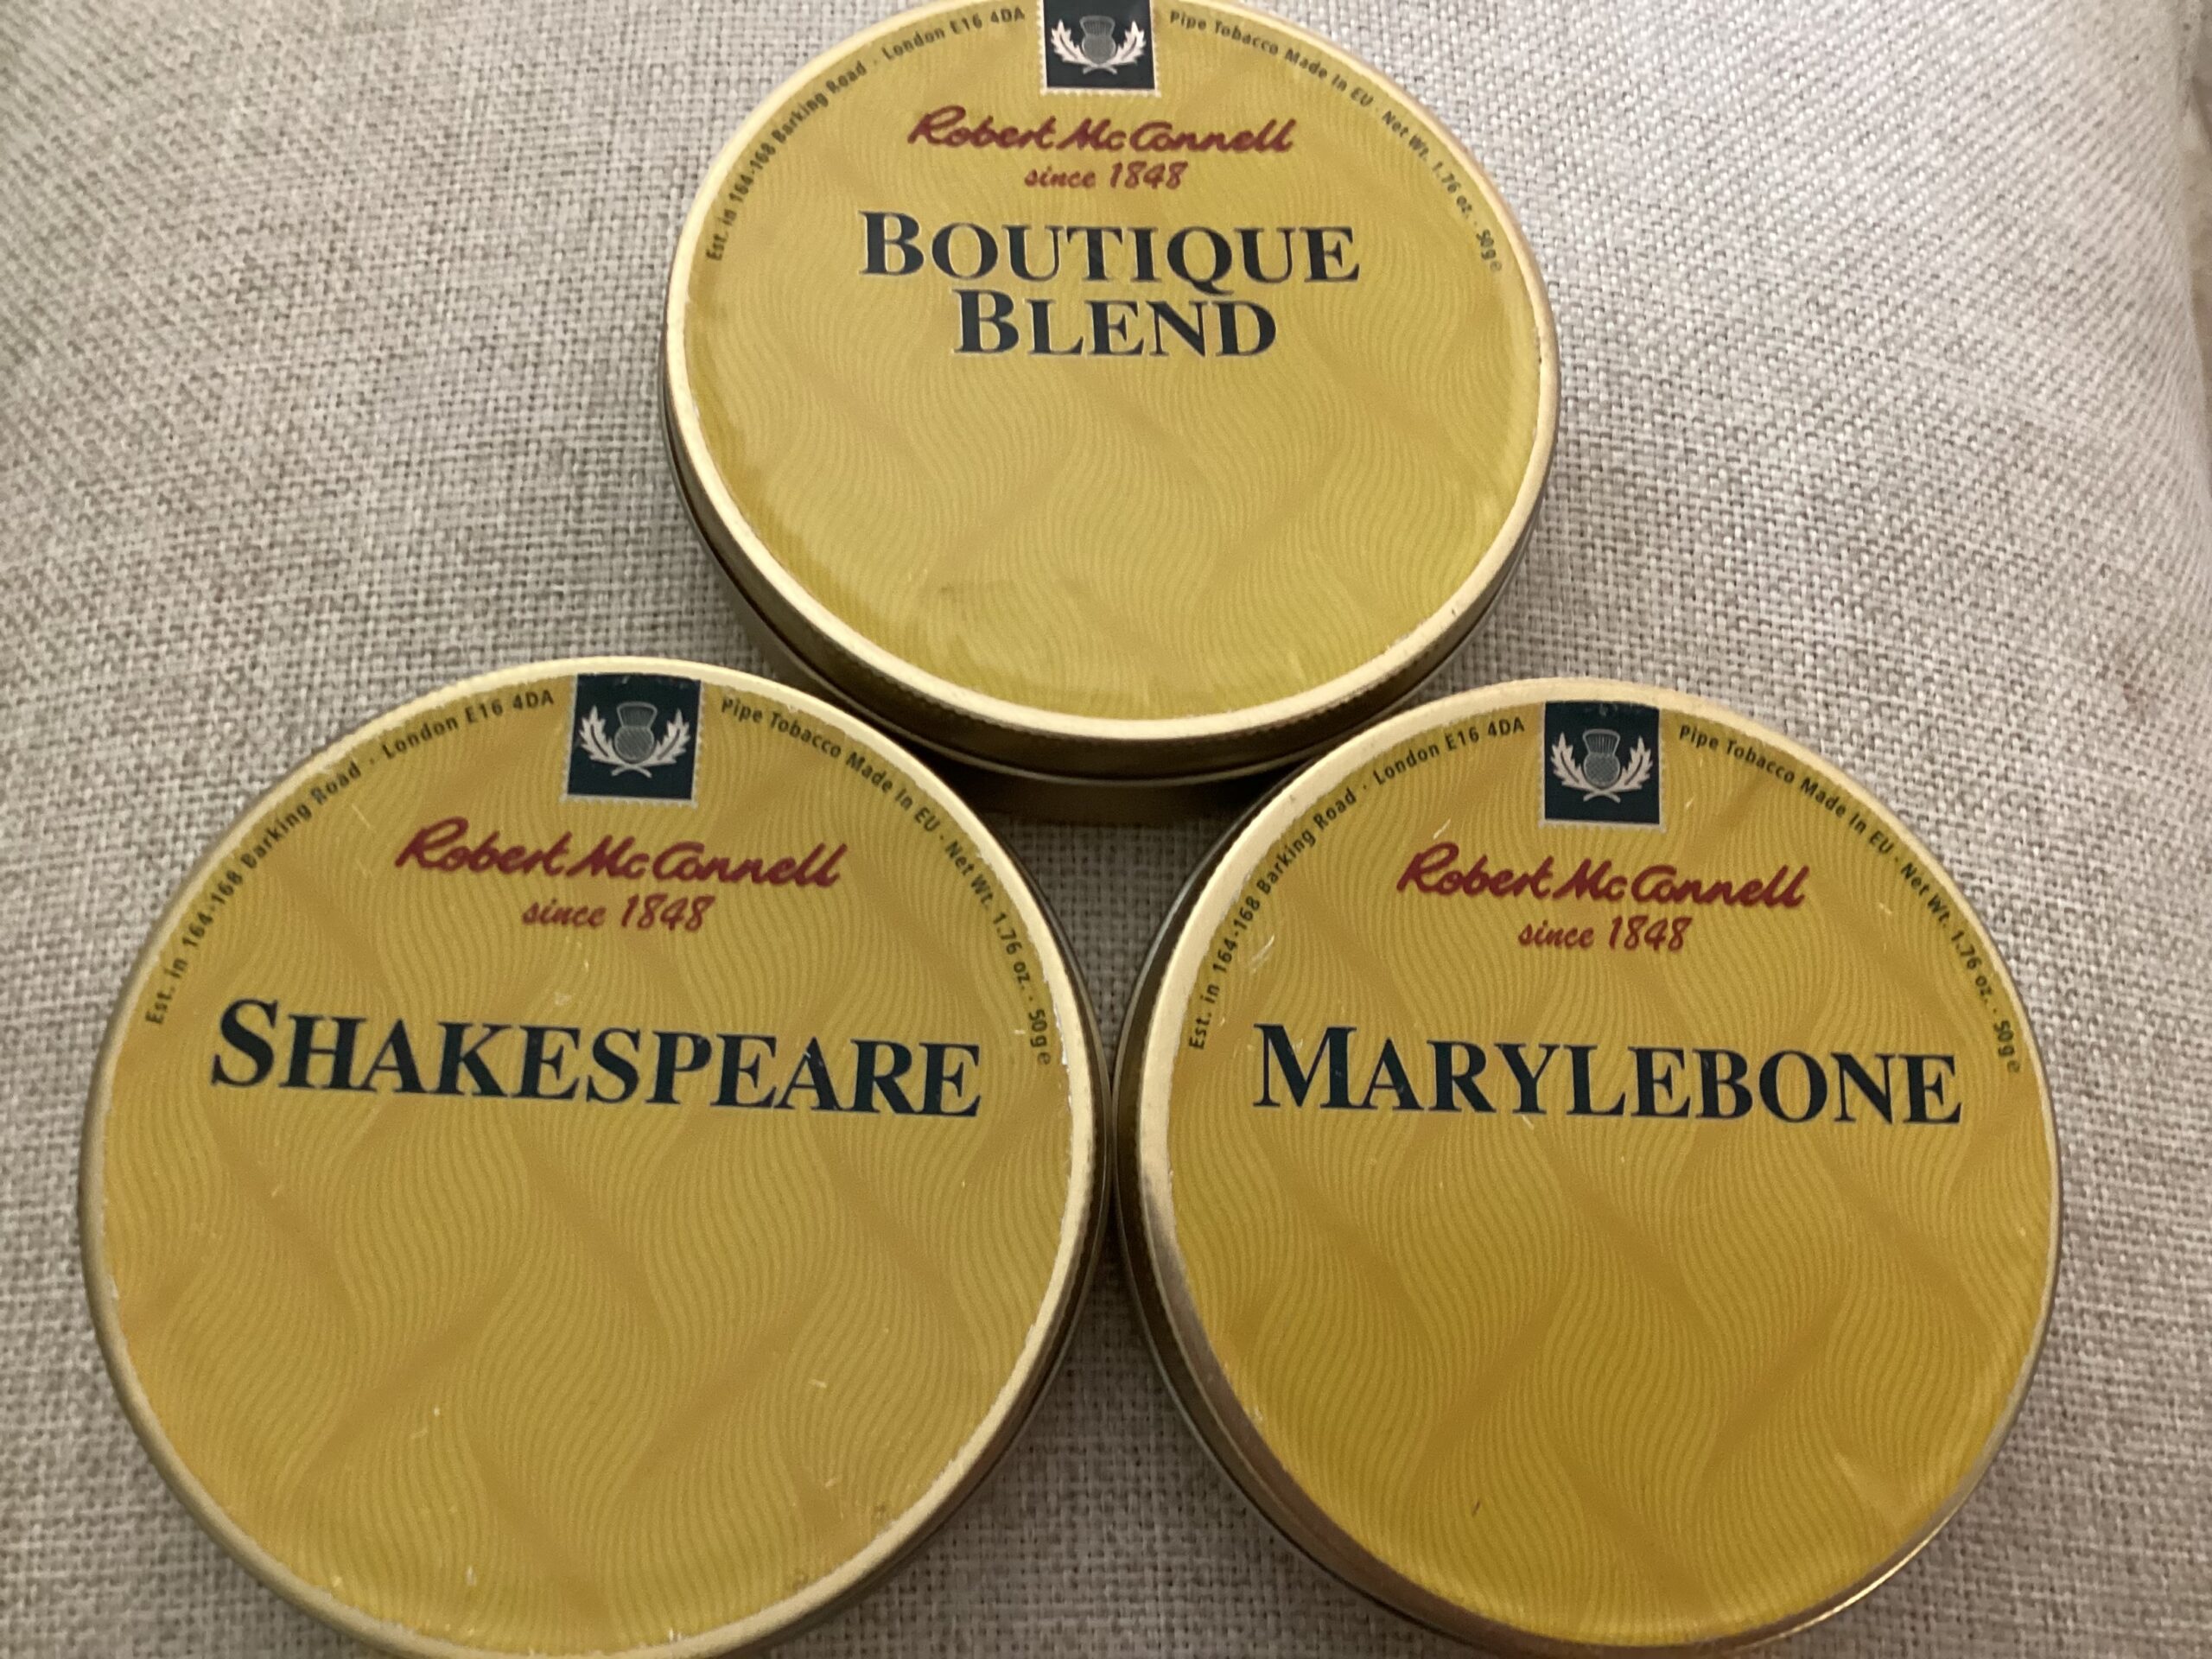 Est. in 164-168 Barking Road · London E16 4DA
Pipe Tobacco Made In EU · Net Wt. 1.76 oz. · 50g e
Robert McConnell
since 1848
BOUTIQUE
BLEND
Est. in 164-168 Barking Road · London E16 4DA
Pipe Tobacco Made In EU · Net Wt. 1.76 oz. · 50g e
Robert McConnell
since 1848
SHAKESPEARE
Est. in 164-168 Barking Road · London E16 4DA
Pipe Tobacco Made In EU · Net Wt. 1.76 oz. · 50g e
Robert McConnell
since 1848
MARYLEBONE